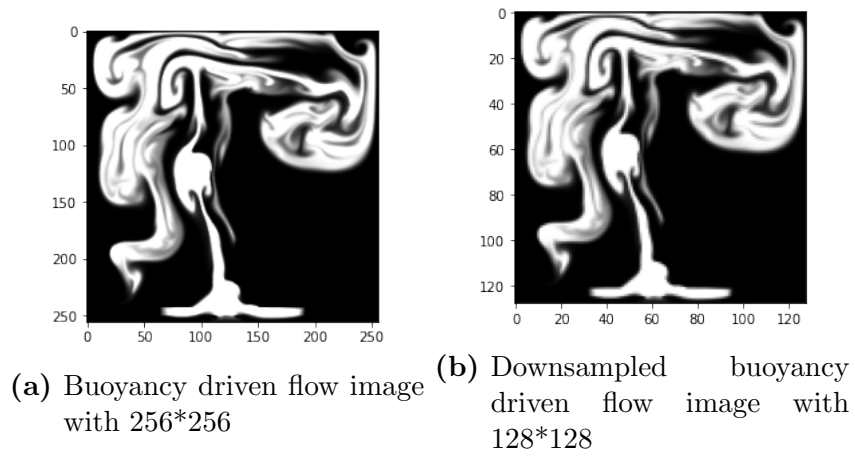 0
50
100
150
200
250
0 50 100 150 200 250
(a) Buoyancy driven flow image
with 256*256
0
20
40
60
80
100
120
0 20 40 60 80 100 120
(b) Downsampled buoyancy
driven flow image with
128*128